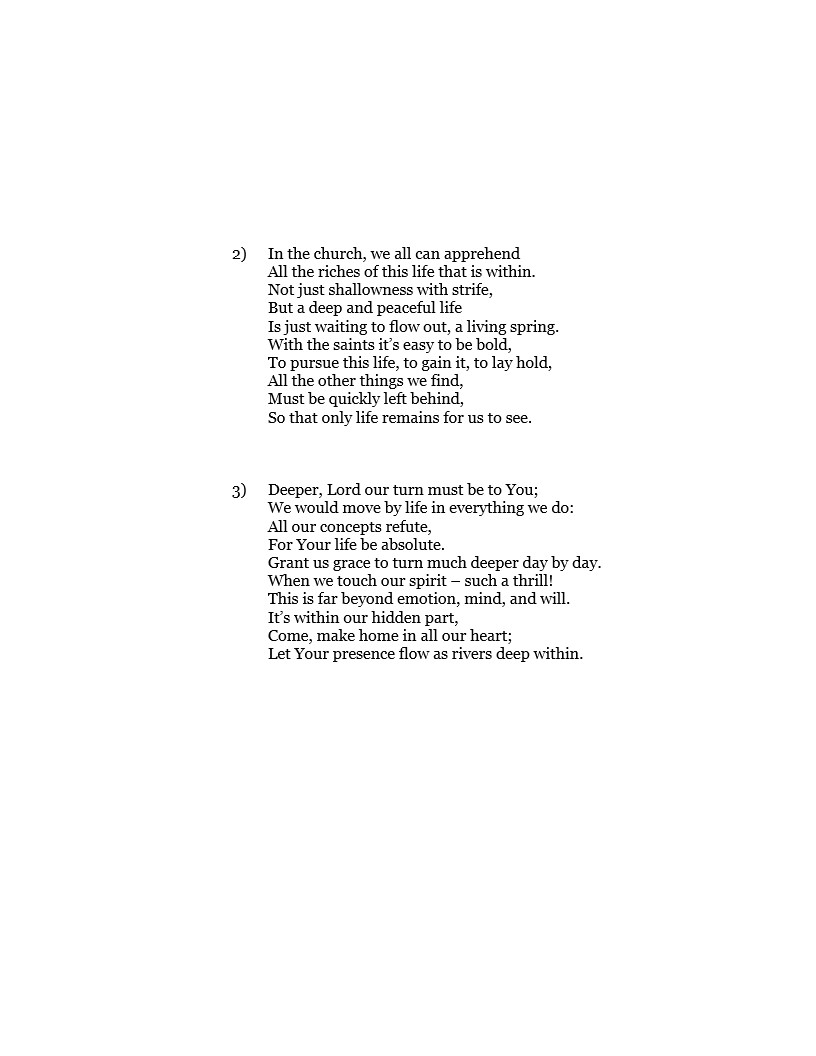 2) In the church, we all can apprehend
All the riches of this life that is within.
Not just shallowness with strife,
But a deep and peaceful life
Is just waiting to flow out, a living spring.
With the saints it’s easy to be bold,
To pursue this life, to gain it, to lay hold,
All the other things we find,
Must be quickly left behind,
So that only life remains for us to see.
3) Deeper, Lord our turn must be to You;
We would move by life in everything we do:
All our concepts refute,
For Your life be absolute.
Grant us grace to turn much deeper day by day.
When we touch our spirit – such a thrill!
This is far beyond emotion, mind, and will.
It’s within our hidden part,
Come, make home in all our heart;
Let Your presence flow as rivers deep within.